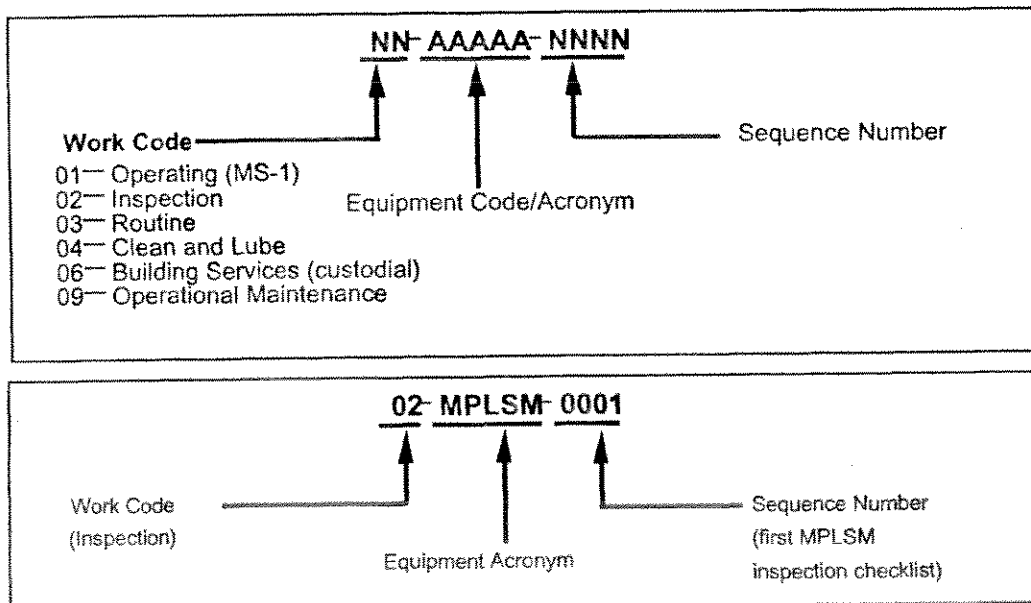 NN- AAAAA- NNNN
Work Code
Sequence Number
01— Operating (MS-1)
02— Inspection
Equipment Code/Acronym
03— Routine
04— Clean and Lube
06— Building Services (custodial)
09— Operational Maintenance
02- MPLSM- 0001
Work Code
(Inspection)
Equipment Acronym
Sequence Number
(first MPLSM
inspection checklist)